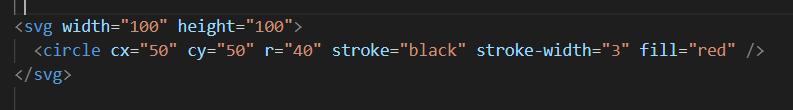 <svg width="100" height="100">
<circle cx="50" cy="50" r="40" stroke="black" stroke-width="3" fill="red" />
</svg>